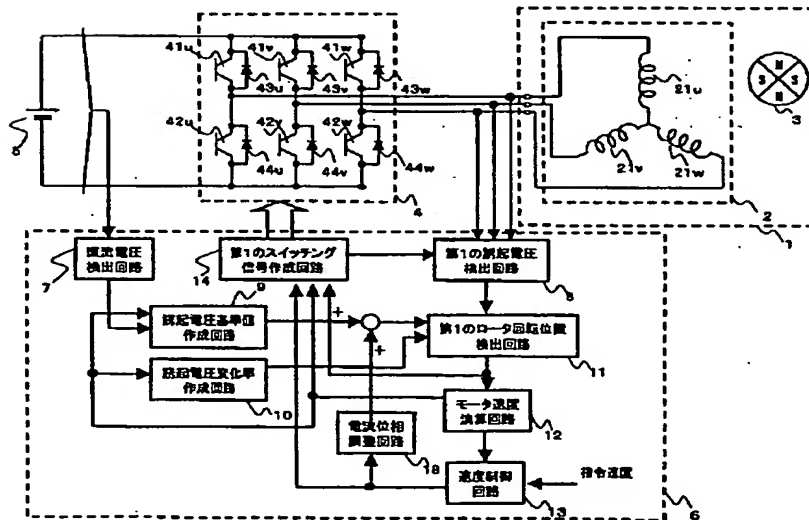 41u
41v
41w
43u
43v
43w
42u
42v
42w
44u
44v
44w
4
21u
21v
21w
N
S
S
N
3
2
1
直流電圧
検出回路
7
第1のスイッチング
信号作成回路
14
第1の誘起電圧
検出回路
9
誘起電圧基準値
作成回路
+
+
第1のロータ回転位置
検出回路
11
誘起電圧変化率
作成回路
10
電流位相
調整回路
18
モータ速度
演算回路
12
速度制御
回路
13
指令速度
6